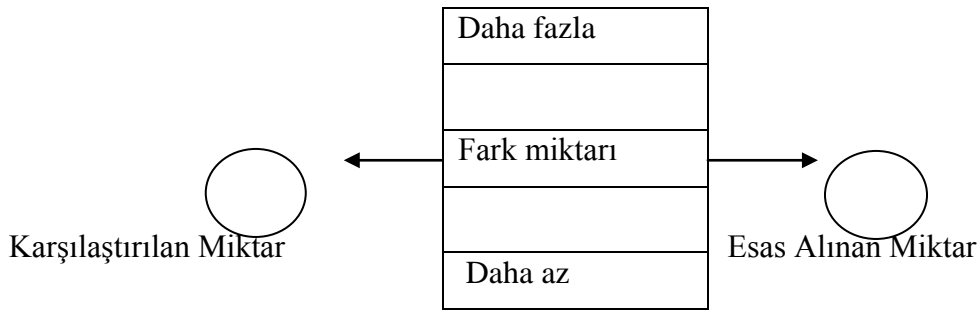 Daha fazla
Fark miktarı
Karşılaştırılan Miktar
Esas Alınan Miktar
Daha az